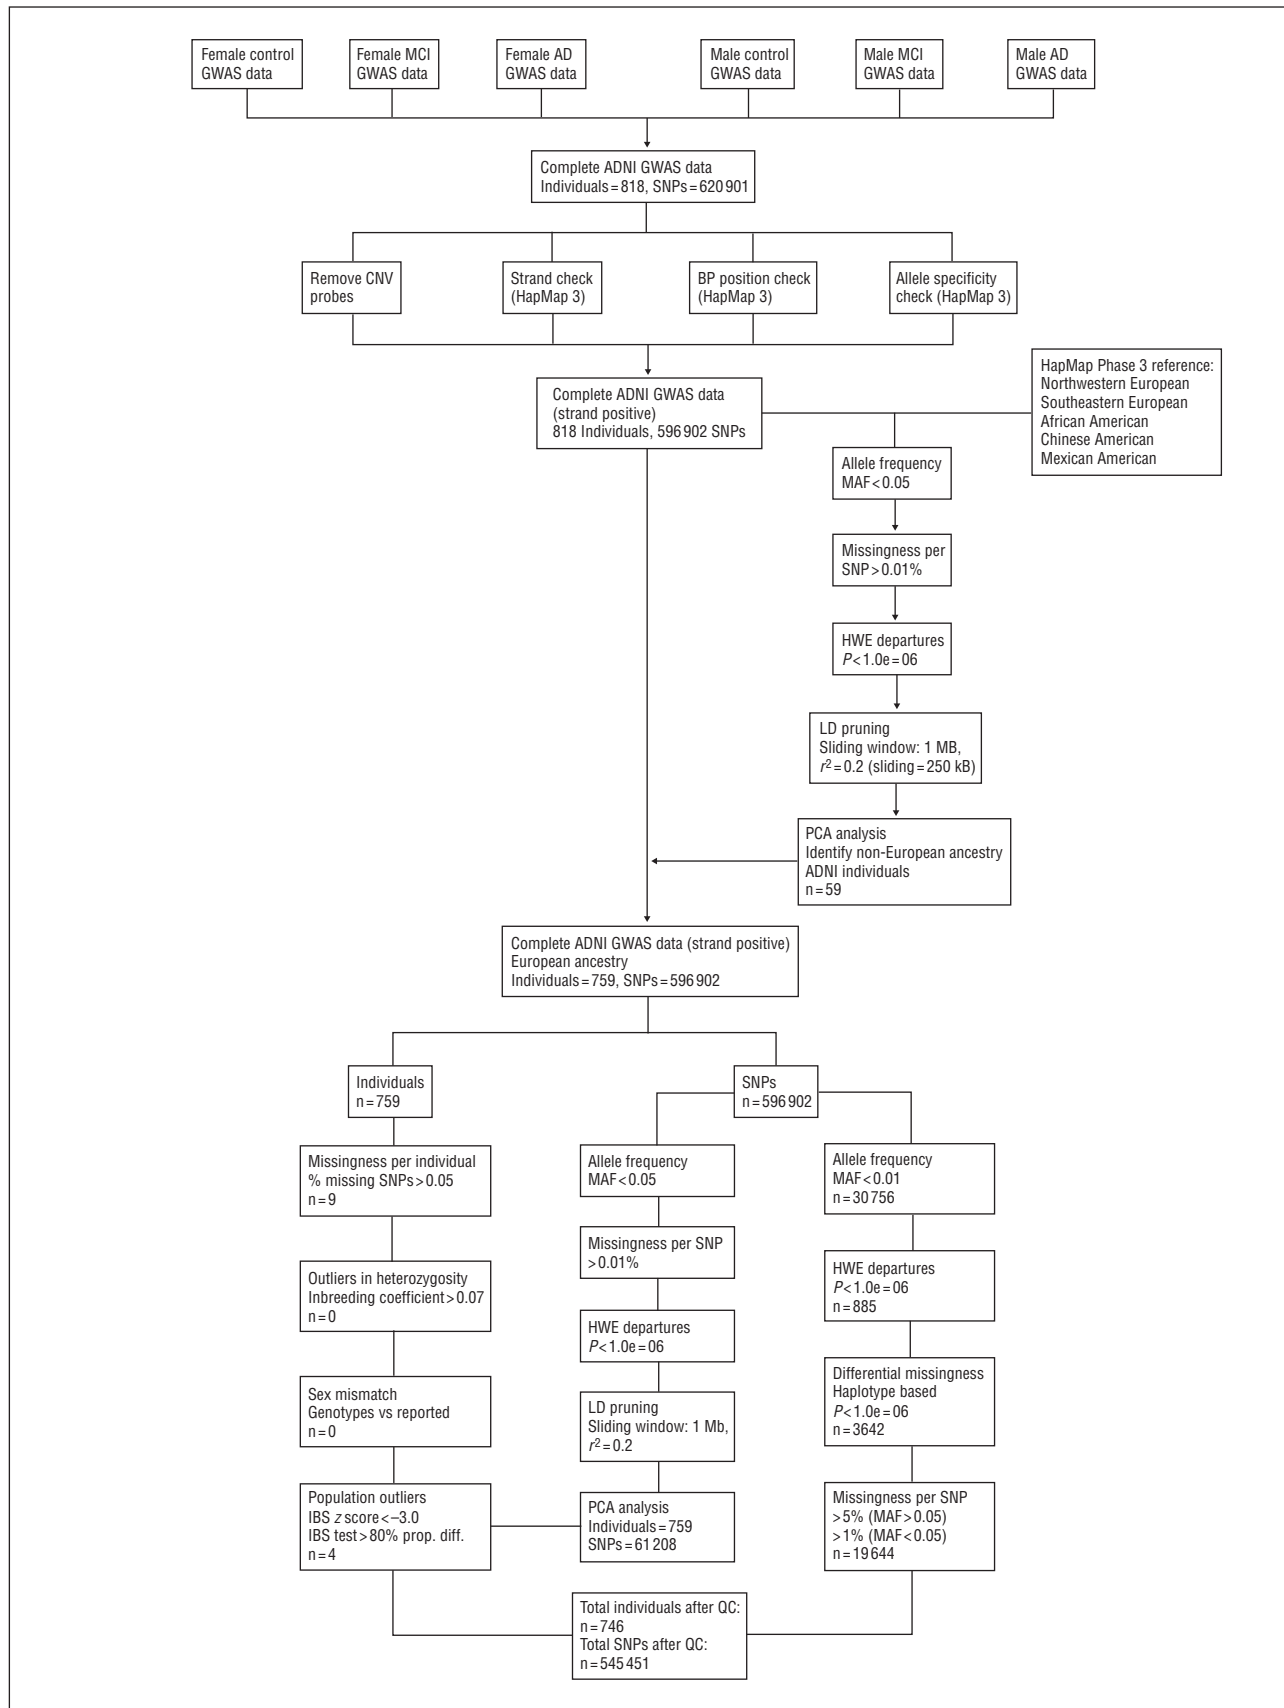 Female control
GWAS data
Female MCI
GWAS data
Female AD
GWAS data
Male control
GWAS data
Male MCI
GWAS data
Male AD
GWAS data
Complete ADNI GWAS data
Individuals = 818, SNPs = 620 901
Remove CNV
probes
Strand check
(HapMap 3)
BP position check
(HapMap 3)
Allele specificity
check (HapMap 3)
Complete ADNI GWAS data
(strand positive)
818 Individuals, 596 902 SNPs
HapMap Phase 3 reference:
Northwestern European
Southeastern European
African American
Chinese American
Mexican American
Allele frequency
MAF < 0.05
Missingness per
SNP > 0.01%
HWE departures
P < 1.0e = 06
LD pruning
Sliding window: 1 MB,
r² = 0.2 (sliding = 250 kB)
PCA analysis
Identify non-European ancestry
ADNI individuals
n = 59
Complete ADNI GWAS data (strand positive)
European ancestry
Individuals = 759, SNPs = 596 902
Individuals
n = 759
SNPs
n = 596 902
Missingness per individual
% missing SNPs > 0.05
n = 9
Outliers in heterozygosity
Inbreeding coefficient > 0.07
n = 0
Sex mismatch
Genotypes vs reported
n = 0
Population outliers
IBS z score < –3.0
IBS test > 80% prop. diff.
n = 4
Allele frequency
MAF < 0.05
Missingness per SNP
> 0.01%
HWE departures
P < 1.0e = 06
LD pruning
Sliding window: 1 Mb,
r² = 0.2
PCA analysis
Individuals = 759
SNPs = 61 208
Allele frequency
MAF < 0.01
n = 30 756
HWE departures
P < 1.0e = 06
n = 885
Differential missingness
Haplotype based
P < 1.0e = 06
n = 3642
Missingness per SNP
> 5% (MAF > 0.05)
> 1% (MAF < 0.05)
n = 19 644
Total individuals after QC:
n = 746
Total SNPs after QC:
n = 545 451